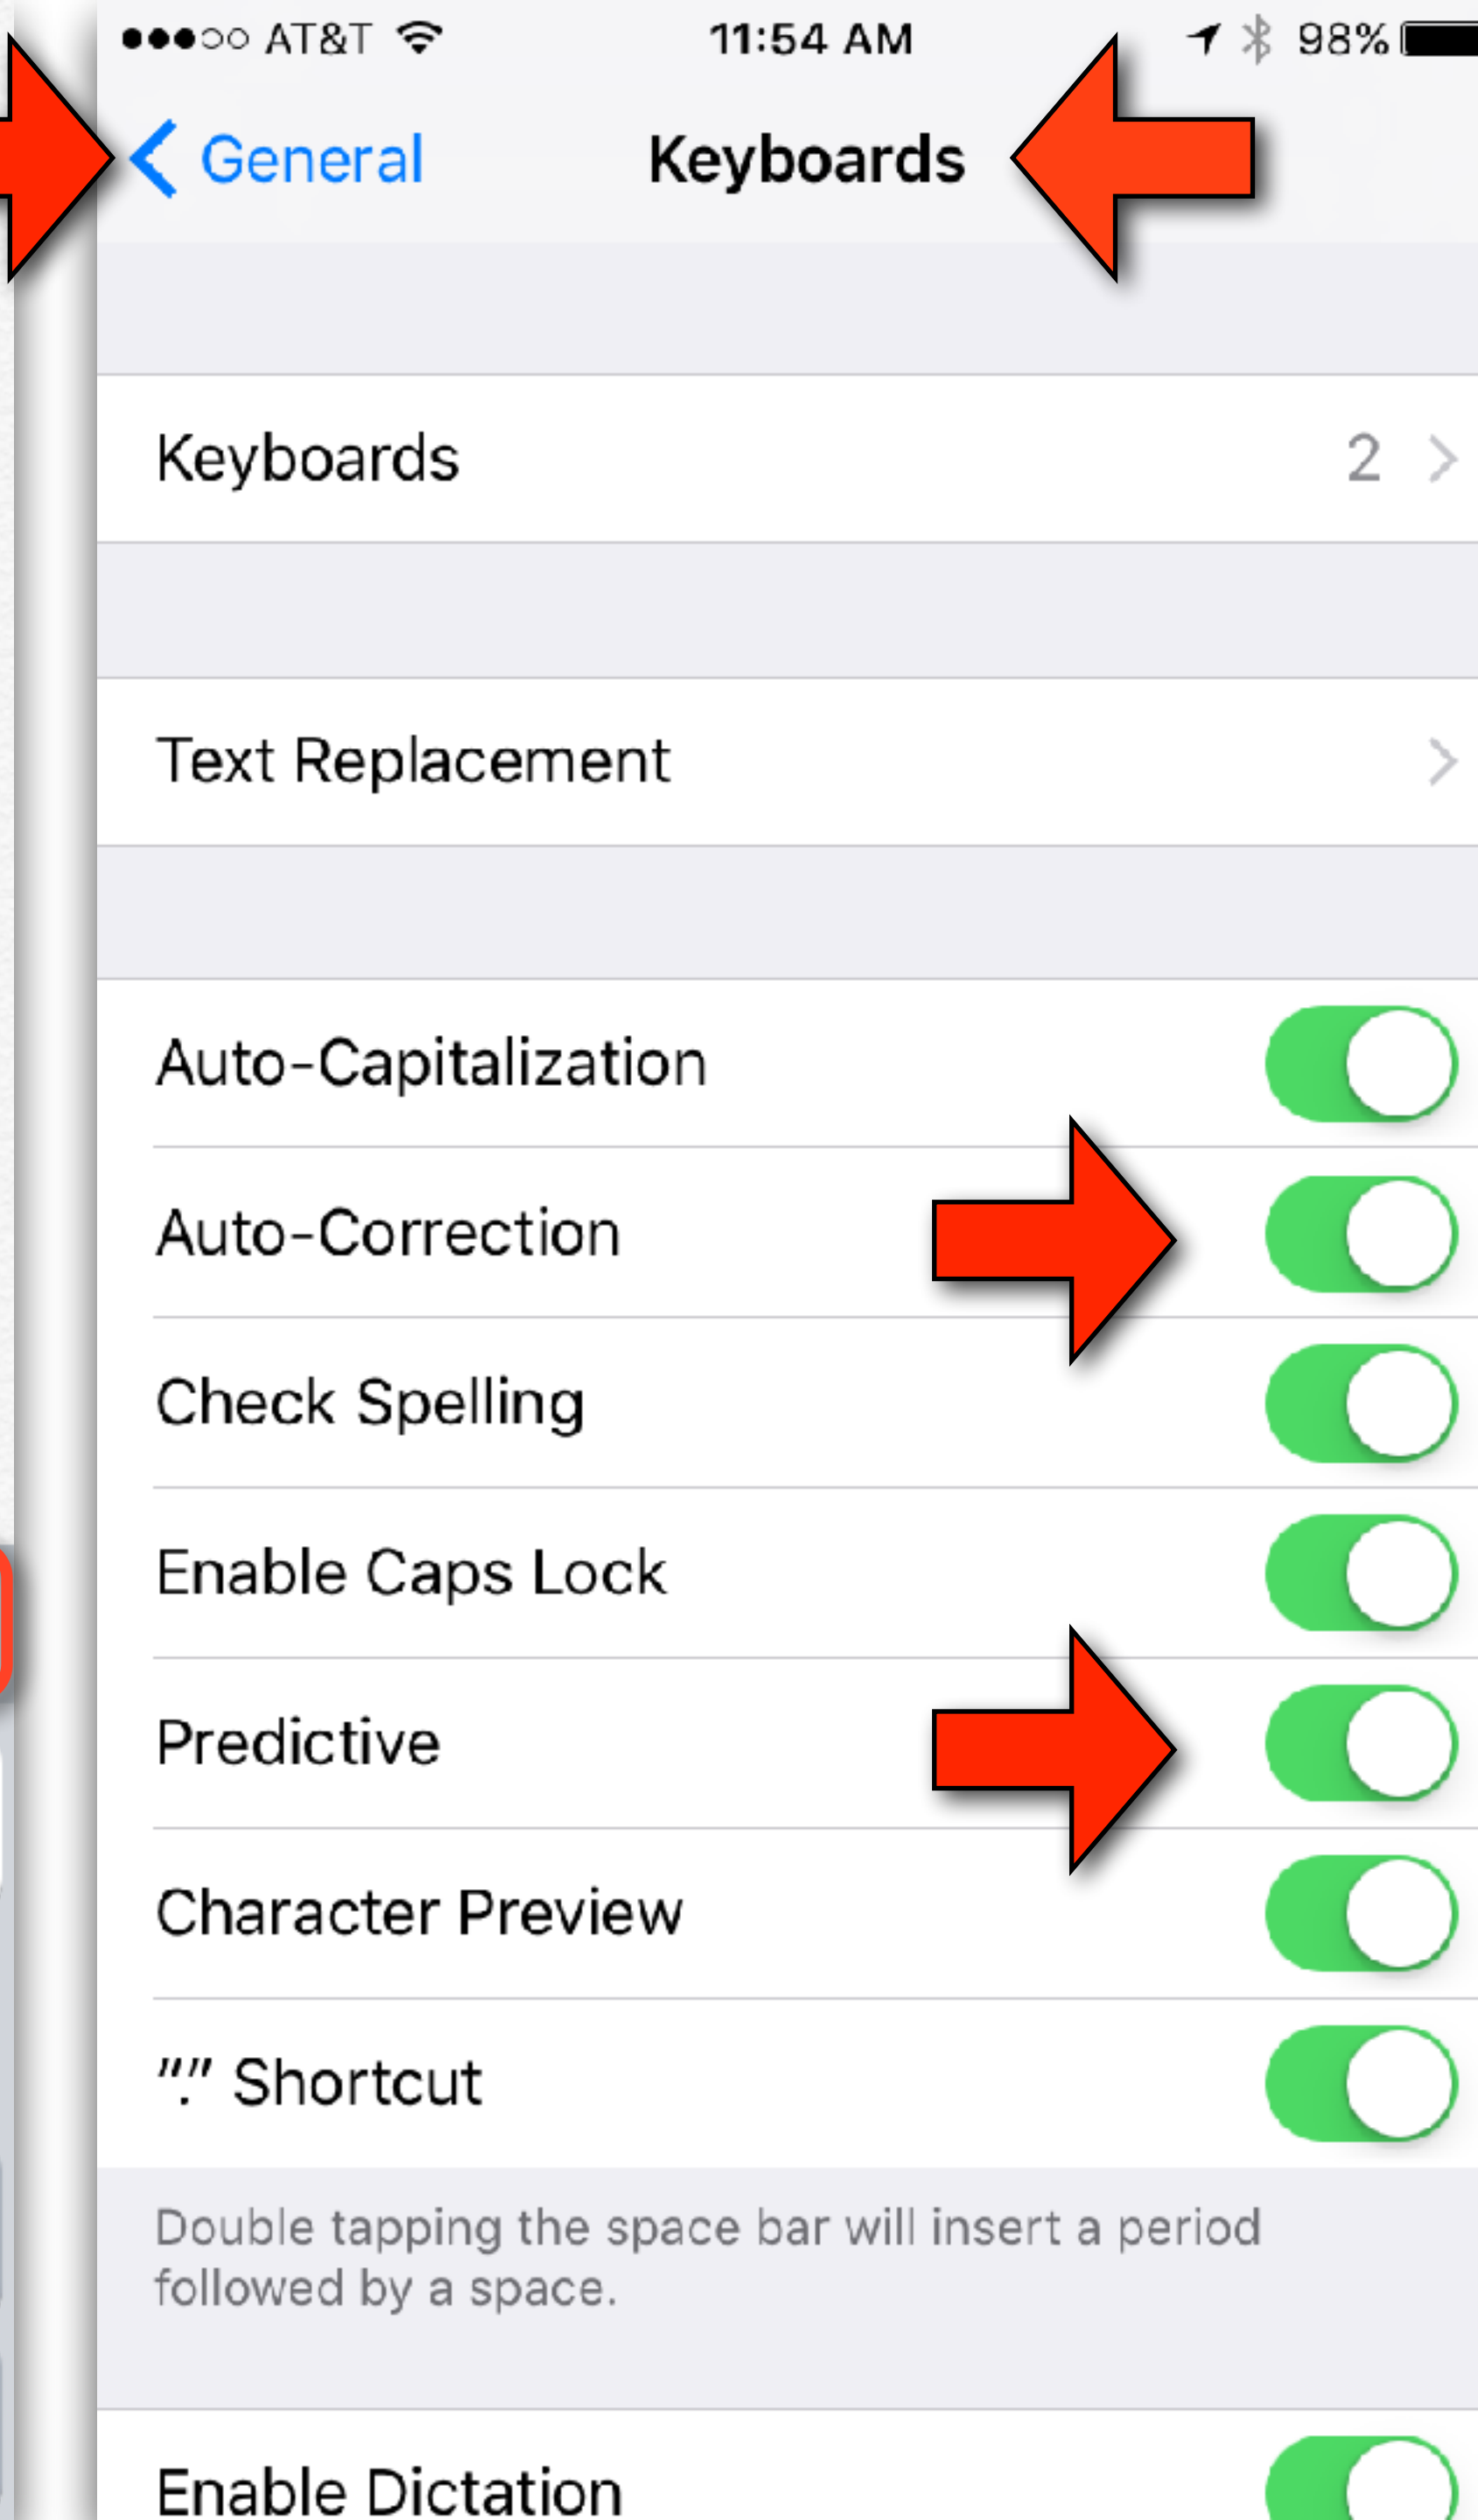 AT&T 11:54 AM 98%
General Keyboards
Keyboards 2
Text Replacement
Auto-Capitalization
Auto-Correction
Check Spelling
Enable Caps Lock
Predictive
Character Preview
“.” Shortcut
Double tapping the space bar will insert a period
followed by a space.
Enable Dictation